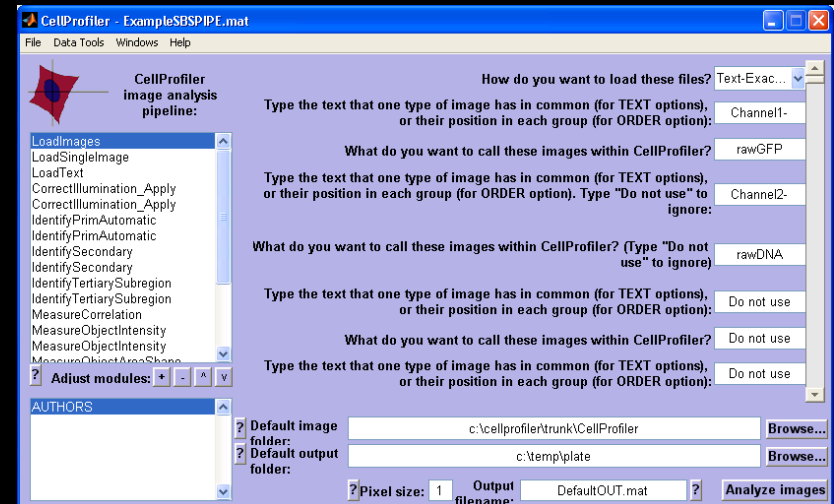 CellProfiler - ExampleSBSPIPE.mat
File Data Tools Windows Help
CellProfiler
image analysis
pipeline:
LoadImages
LoadSingleImage
LoadText
CorrectIllumination_Apply
CorrectIllumination_Apply
IdentifyPrimAutomatic
IdentifyPrimAutomatic
IdentifySecondary
IdentifySecondary
IdentifyTertiarySubregion
IdentifyTertiarySubregion
MeasureCorrelation
MeasureObjectIntensity
MeasureObjectIntensity
MeasureObjectAreaShape
? Adjust modules: + - ^ v
AUTHORS
How do you want to load these files? Text-Exac...
Type the text that one type of image has in common (for TEXT options),
or their position in each group (for ORDER option): Channel1-
What do you want to call these images within CellProfiler? rawGFP
Type the text that one type of image has in common (for TEXT options),
or their position in each group (for ORDER option). Type "Do not use" to Channel2-
ignore:
What do you want to call these images within CellProfiler? (Type "Do not
use" to ignore) rawDNA
Type the text that one type of image has in common (for TEXT options),
or their position in each group (for ORDER option): Do not use
What do you want to call these images within CellProfiler? Do not use
Type the text that one type of image has in common (for TEXT options),
or their position in each group (for ORDER option): Do not use
? Default image
folder: c:\cellprofiler\trunk\CellProfiler Browse...
? Default output
folder: c:\temp\plate Browse...
? Pixel size: 1 Output
filename: DefaultOUT.mat ? Analyze images